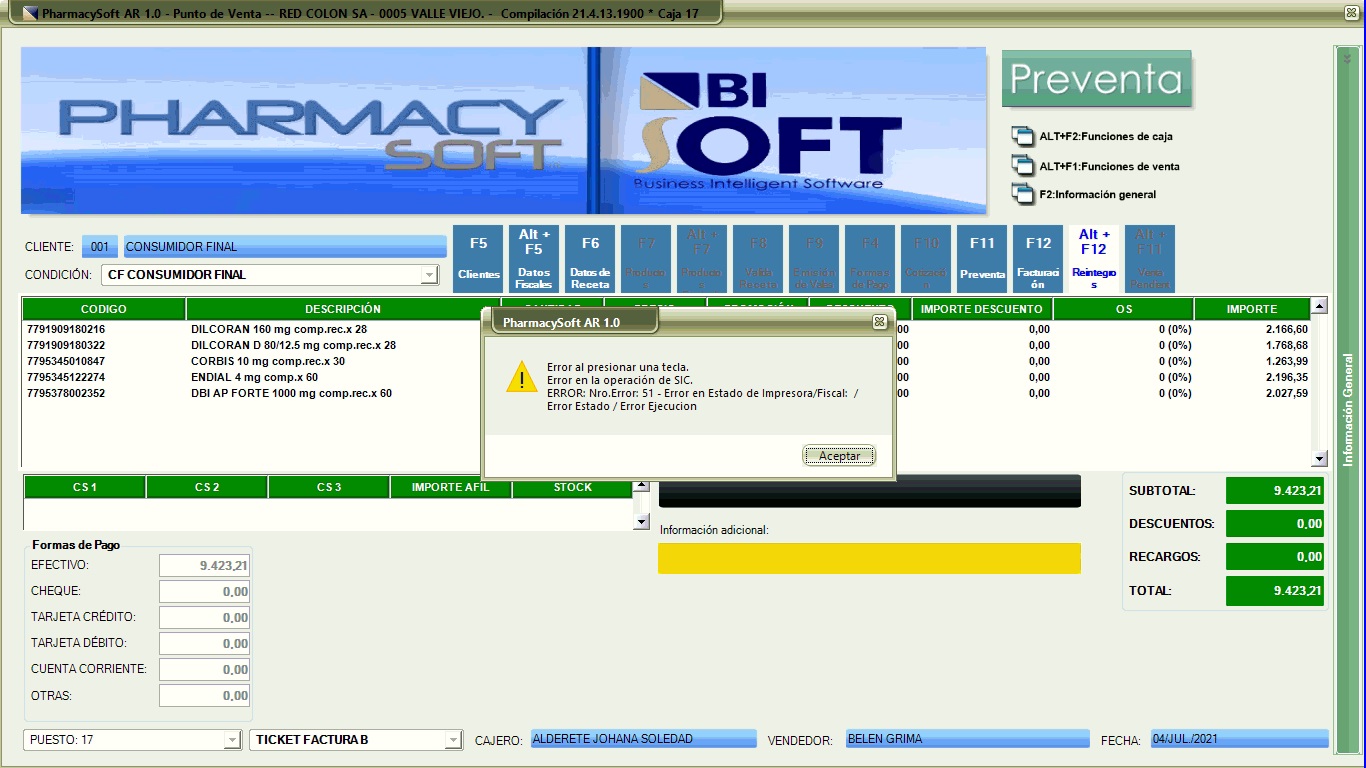 PharmacySoft AR 1.0 - Punto de Venta -- RED COLON SA - 0005 VALLE VIEJO. - Compilación 21.4.13.1900 * Caja 17
PHARMACY
SOFT
BI
SOFT
Business Intelligent Software
Preventa
ALT+F2:Funciones de caja
ALT+F1:Funciones de venta
F2:Información general
CLIENTE: 001 CONSUMIDOR FINAL
CONDICIÓN: CF CONSUMIDOR FINAL
F5
Clientes
Alt +
F5
Datos
Fiscales
F6
Datos de
Receta
F7
Alt +
F7
F8
Valida
Receta
F9
Emisión
de Vales
F4
Formas
de Pago
F10
F11
Preventa
F12
Facturaci
ón
Alt +
F12
Reintegro
s
Alt +
F11
CODIGO DESCRIPCIÓN IMPORTE DESCUENTO OS IMPORTE
7791909180216 DILCORAN 160 mg comp.rec.x 28 00 0,00 0 (0%) 2.166,60
7791909180322 DILCORAN D 80/12.5 mg comp.rec.x 28 00 0,00 0 (0%) 1.768,68
7795345010847 CORBIS 10 mg comp.rec.x 30 00 0,00 0 (0%) 1.263,99
7795345122274 ENDIAL 4 mg comp.x 60 00 0,00 0 (0%) 2.196,35
7795378002352 DBI AP FORTE 1000 mg comp.rec.x 60 00 0,00 0 (0%) 2.027,59
PharmacySoft AR 1.0
Error al presionar una tecla.
Error en la operación de SIC.
ERROR: Nro.Error: 51 - Error en Estado de Impresora/Fiscal: /
Error Estado / Error Ejecucion
Aceptar
Información General
CS 1 CS 2 CS 3 IMPORTE AFIL STOCK
Información adicional:
SUBTOTAL: 9.423,21
DESCUENTOS: 0,00
RECARGOS: 0,00
TOTAL: 9.423,21
Formas de Pago
EFECTIVO: 9.423,21
CHEQUE: 0,00
TARJETA CRÉDITO: 0,00
TARJETA DÉBITO: 0,00
CUENTA CORRIENTE: 0,00
OTRAS: 0,00
PUESTO: 17 TICKET FACTURA B CAJERO: ALDERETE JOHANA SOLEDAD VENDEDOR: BELEN GRIMA FECHA: 04/JUL./2021